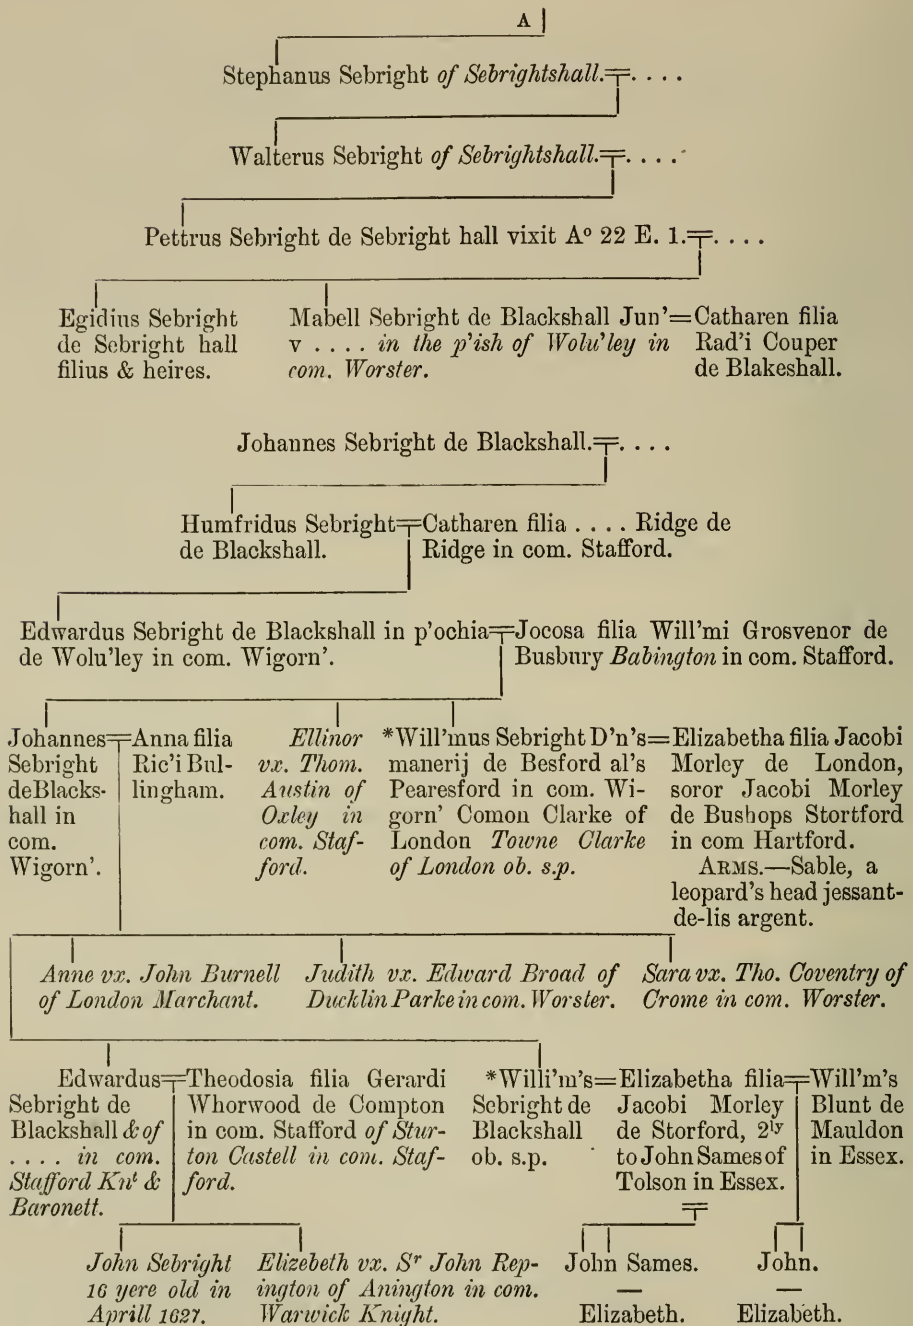 A
Stephanus Sebright of Sebrightshall.=. . . .
Walterus Sebright of Sebrightshall.=. . . .
Pettrus Sebright de Sebright hall vixit Aº 22 E. 1.=. . . .
Egidius Sebright
de Sebright hall
filius & heires.
Mabell Sebright de Blackshall Jun'=
v . . . . in the p'ish of Wolu'ley in
com. Worster.
Catharen filia
Rad'i Couper
de Blakeshall.
Johannes Sebright de Blackshall.=. . . .
Humfridus Sebright=
de Blackshall.
Catharen filia . . . . Ridge de
Ridge in com. Stafford.
Edwardus Sebright de Blackshall in p'ochia=
de Wolu'ley in com. Wigorn'.
Jocosa filia Will'mi Grosvenor de
Busbury Babington in com. Stafford.
Johannes=
Sebright
deBlacks-
hall in
com.
Wigorn'.
Anna filia
Ric'i Bul-
lingham.
Ellinor
vx. Thom.
Austin of
Oxley in
com. Staf-
ford.
*Will'mus Sebright D'n's=
manerij de Besford al's
Pearesford in com. Wi-
gorn' Comon Clarke of
London Towne Clarke
of London ob. s.p.
Elizabetha filia Jacobi
Morley de London,
soror Jacobi Morley
de Bushops Stortford
in com Hartford.
ARMS.—Sable, a
leopard's head jessant-
de-lis argent.
Anne vx. John Burnell
of London Marchant.
Judith vx. Edward Broad of
Ducklin Parke in com. Worster.
Sara vx. Tho. Coventry of
Crome in com. Worster.
Edwardus=
Sebright de
Blackshall & of
. . . . in com.
Stafford Knt &
Baronett.
Theodosia filia Gerardi
Whorwood de Compton
in com. Stafford of Stur-
ton Castell in com. Staf-
ford.
*Willi'm's=
Sebright de
Blackshall
ob. s.p.
Elizabetha filia=
Jacobi Morley
de Storford, 2ly
to John Sames of
Tolson in Essex.
Will'm's
Blunt de
Mauldon
in Essex.
John Sebright
16 yere old in
Aprill 1627.
Elizebeth vx. Sr John Rep-
ington of Anington in com.
Warwick Knight.
John Sames.
—
Elizabeth.
John.
—
Elizabeth.